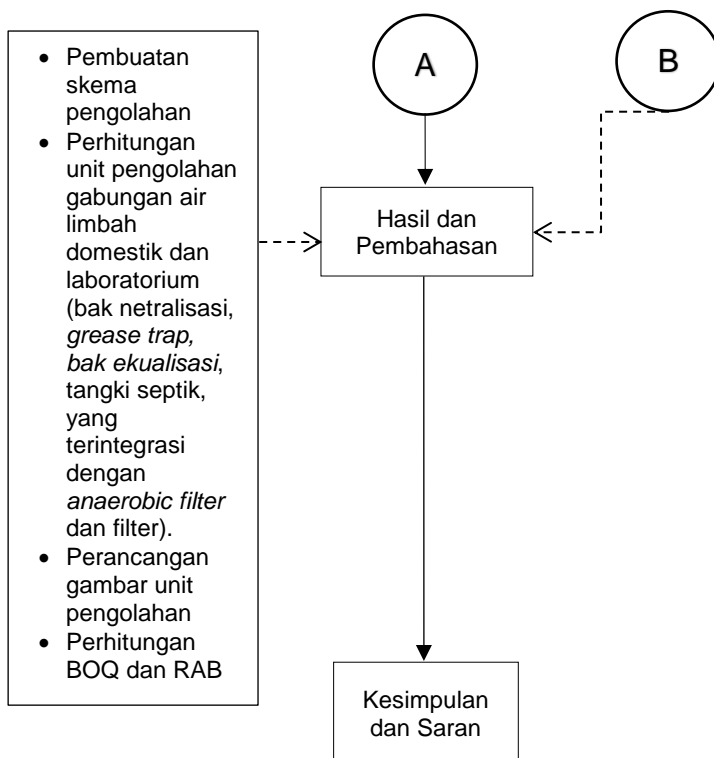 • Pembuatan
skema
pengolahan
• Perhitungan
unit pengolahan
gabungan air
limbah
domestik dan
laboratorium
(bak netralisasi,
grease trap,
bak ekualisasi,
tangki septik,
yang
terintegrasi
dengan
anaerobic filter
dan filter).
• Perancangan
gambar unit
pengolahan
• Perhitungan
BOQ dan RAB
A
B
Hasil dan
Pembahasan
Kesimpulan
dan Saran